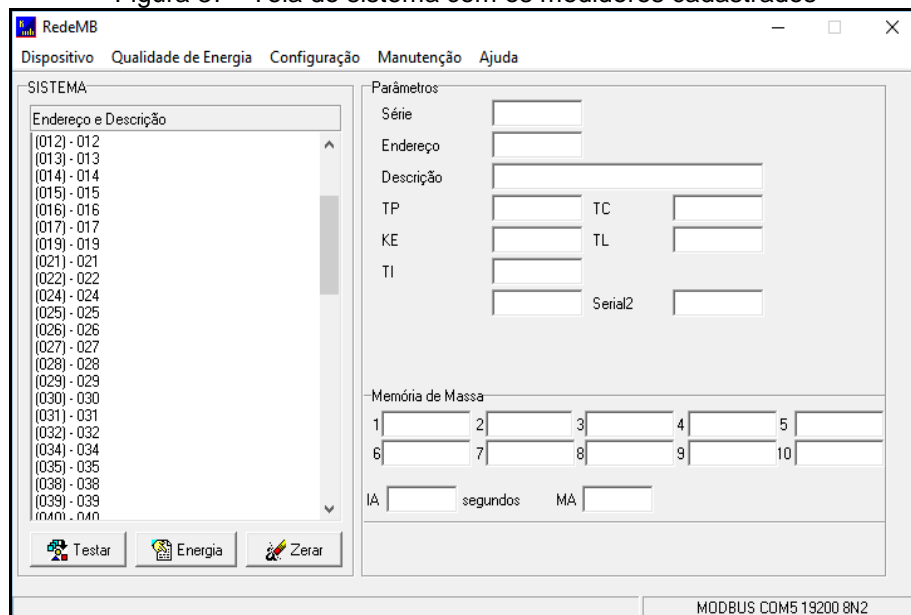 RedeMB
Dispositivo Qualidade de Energia Configuração Manutenção Ajuda
SISTEMA
Endereço e Descrição
(012) - 012
(013) - 013
(014) - 014
(015) - 015
(016) - 016
(017) - 017
(019) - 019
(021) - 021
(022) - 022
(024) - 024
(025) - 025
(026) - 026
(027) - 027
(028) - 028
(029) - 029
(030) - 030
(031) - 031
(032) - 032
(034) - 034
(035) - 035
(038) - 038
(039) - 039
(040) - 040
Testar Energia Zerar
Parâmetros
Série
Endereço
Descrição
TP TC
KE TL
TI
Serial2
Memória de Massa
1 2 3 4 5
6 7 8 9 10
IA segundos MA
MODBUS COM5 19200 8N2